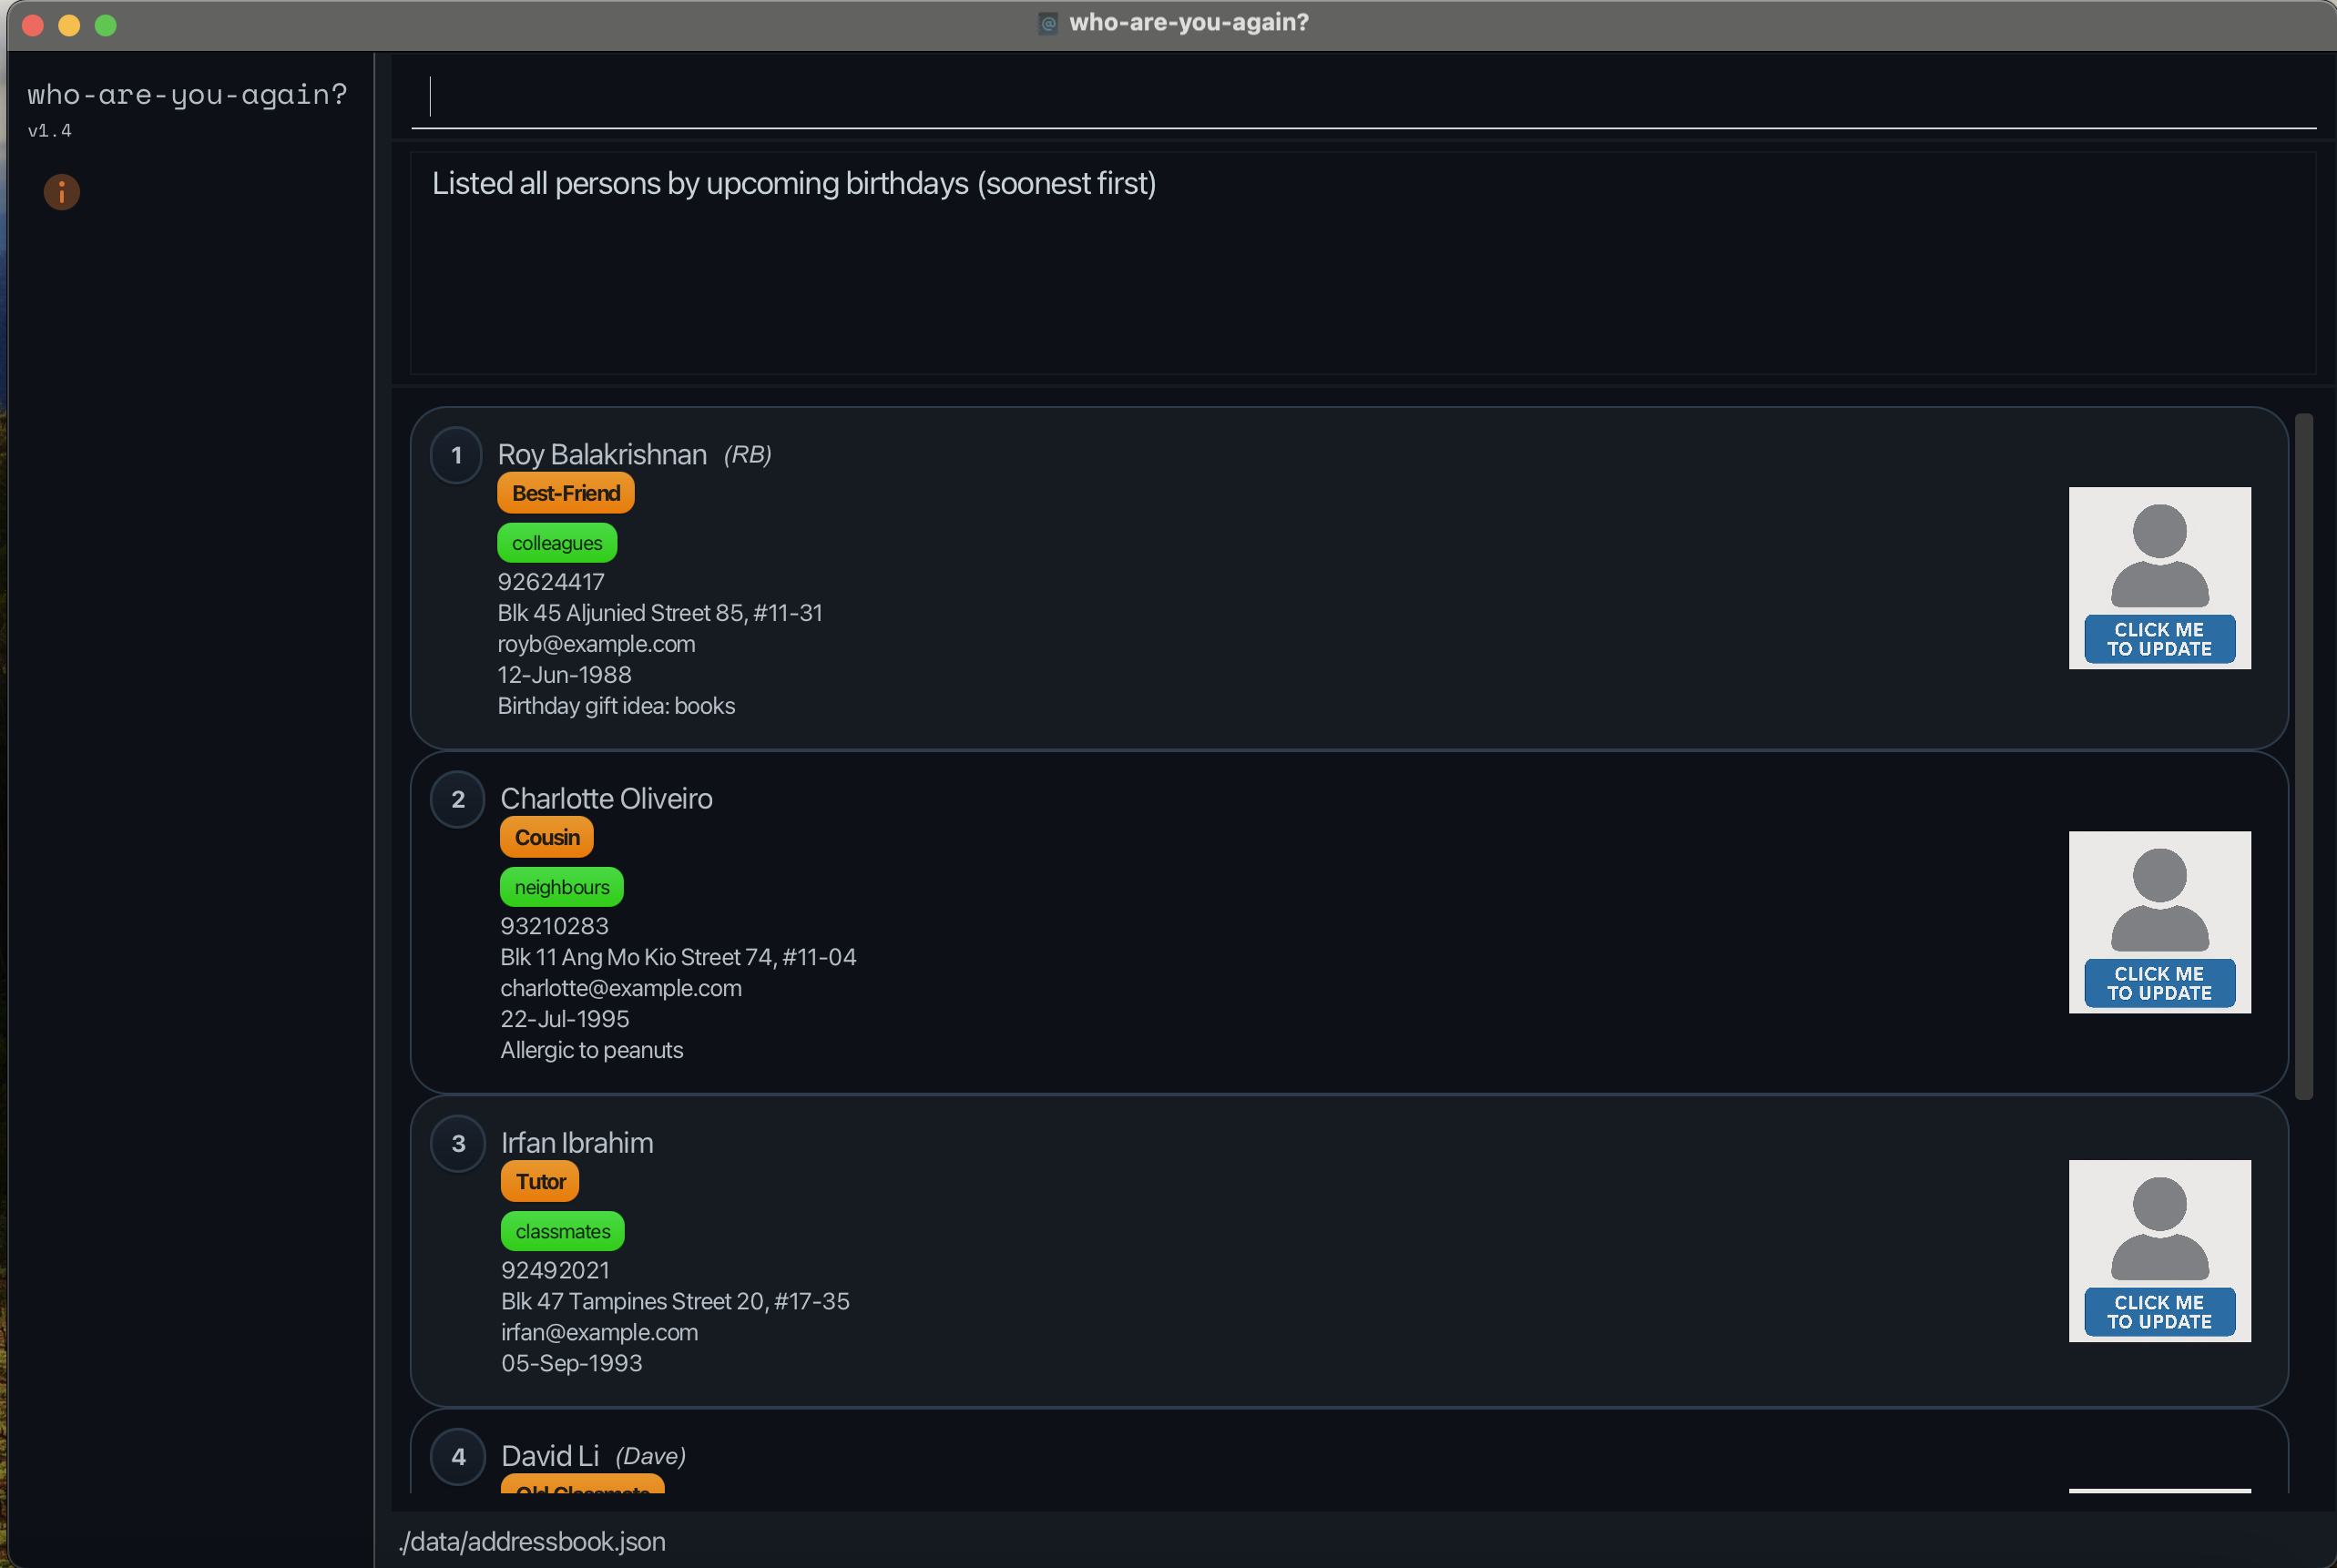 who-are-you-again?
who-are-you-again?
v1.4
Listed all persons by upcoming birthdays (soonest first)
1
Roy Balakrishnan (RB)
Best-Friend
colleagues
92624417
Blk 45 Aljunied Street 85, #11-31
royb@example.com
12-Jun-1988
Birthday gift idea: books
CLICK ME
TO UPDATE
2
Charlotte Oliveiro
Cousin
neighbours
93210283
Blk 11 Ang Mo Kio Street 74, #11-04
charlotte@example.com
22-Jul-1995
Allergic to peanuts
CLICK ME
TO UPDATE
3
Irfan Ibrahim
Tutor
classmates
92492021
Blk 47 Tampines Street 20, #17-35
irfan@example.com
05-Sep-1993
CLICK ME
TO UPDATE
4
David Li (Dave)
Old Classmate
./data/addressbook.json